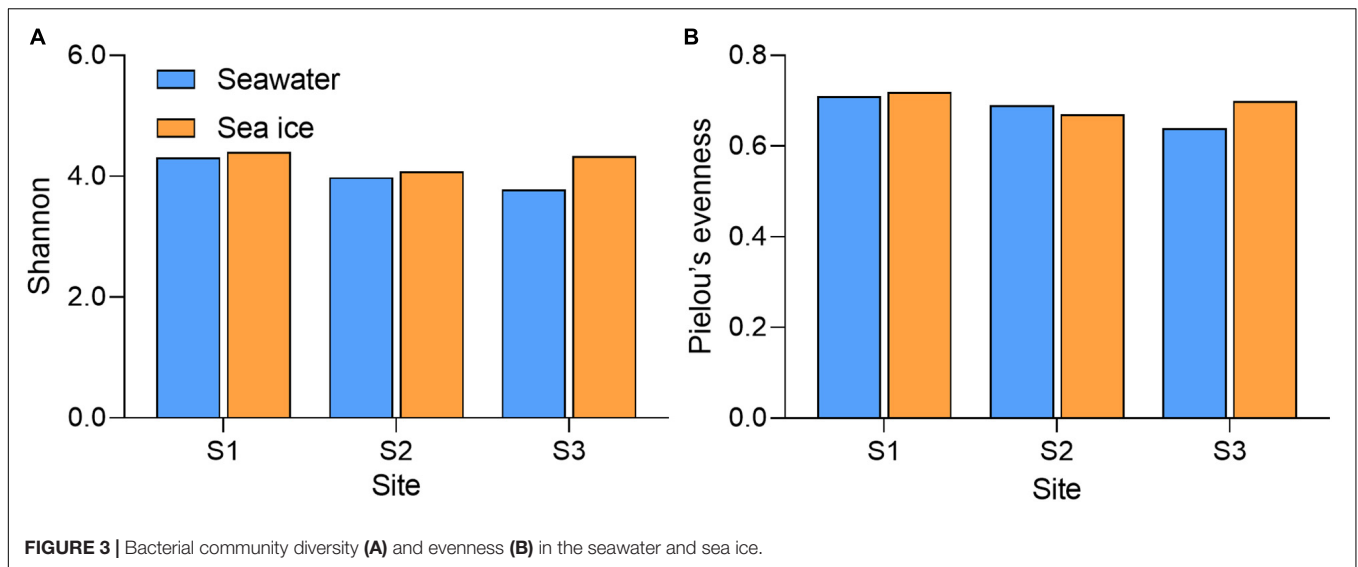 A
6.0
4.0
2.0
0.0
Shannon
Seawater
Sea ice
S1 S2 S3
Site
B
0.8
0.6
0.4
0.2
0.0
Pielou's evenness
S1 S2 S3
Site
FIGURE 3 | Bacterial community diversity (A) and evenness (B) in the seawater and sea ice.